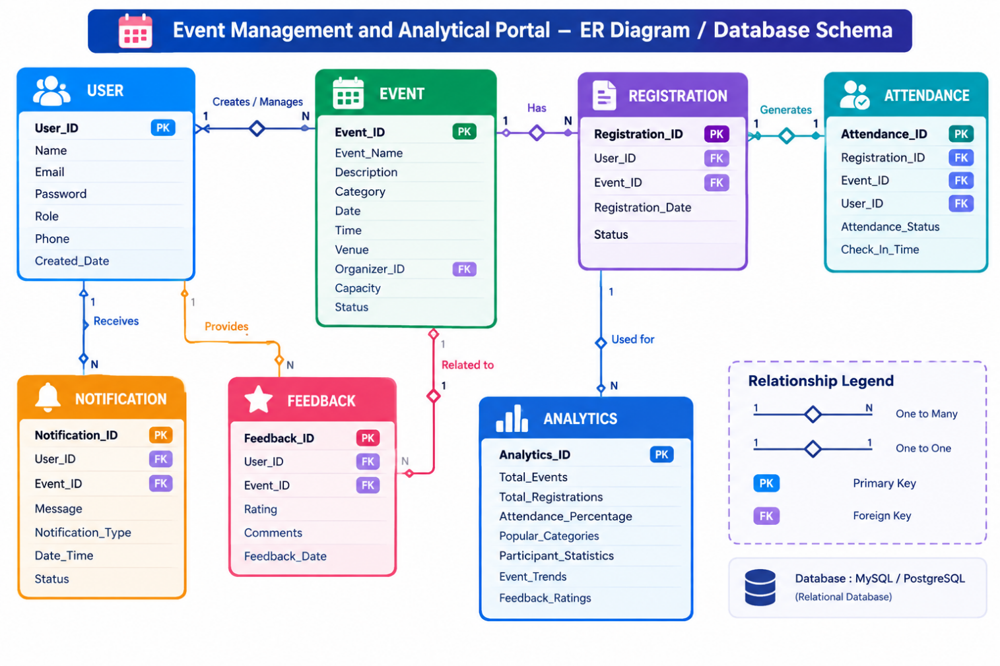 Event Management and Analytical Portal – ER Diagram / Database Schema
USER
User_ID PK
Name
Email
Password
Role
Phone
Created_Date
Creates / Manages
1 N
EVENT
Event_ID PK
Event_Name
Description
Category
Date
Time
Venue
Organizer_ID FK
Capacity
Status
Has
1 N
REGISTRATION
Registration_ID PK
User_ID FK
Event_ID FK
Registration_Date
Status
Generates
1 1
ATTENDANCE
Attendance_ID PK
Registration_ID FK
Event_ID FK
User_ID FK
Attendance_Status
Check_In_Time
1
Receives
N
1
Provides
N
1
Related to
1
N
1
Used for
N
NOTIFICATION
Notification_ID PK
User_ID FK
Event_ID FK
Message
Notification_Type
Date_Time
Status
FEEDBACK
Feedback_ID PK
User_ID FK
Event_ID FK
Rating
Comments
Feedback_Date
ANALYTICS
Analytics_ID PK
Total_Events
Total_Registrations
Attendance_Percentage
Popular_Categories
Participant_Statistics
Event_Trends
Feedback_Ratings
Relationship Legend
1 N One to Many
1 1 One to One
PK Primary Key
FK Foreign Key
Database : MySQL / PostgreSQL
(Relational Database)